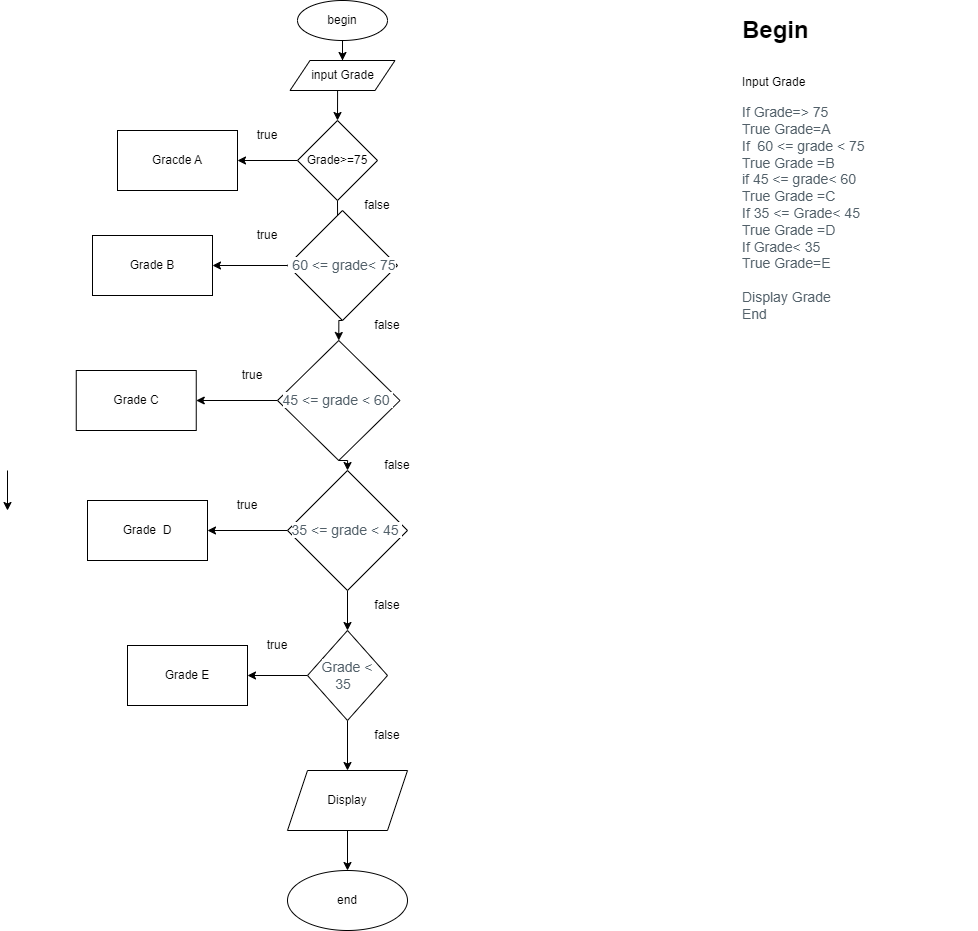 begin
input Grade
true
Gracde A
Grade>=75
false
true
Grade B
60 <= grade< 75
false
true
Grade C
45 <= grade < 60
false
true
Grade  D
35 <= grade < 45
false
true
Grade E
Grade <
35
false
Display
end
Begin
Input Grade
If Grade=> 75
True Grade=A
If  60 <= grade < 75
True Grade =B
if 45 <= grade< 60
True Grade =C
If 35 <= Grade< 45
True Grade =D
If Grade< 35
True Grade=E
Display Grade
End